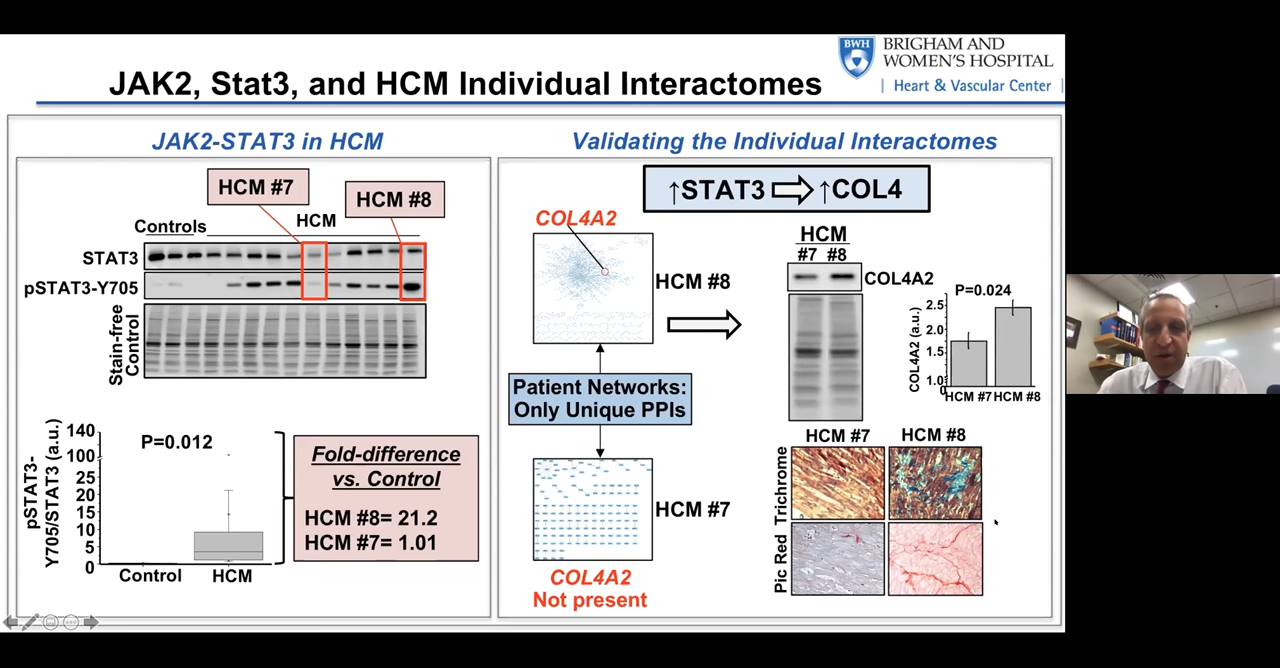 BWH
BRIGHAM AND
WOMEN'S HOSPITAL
Heart & Vascular Center
JAK2, Stat3, and HCM Individual Interactomes
JAK2-STAT3 in HCM
HCM #7
HCM #8
Controls
HCM
STAT3
pSTAT3-Y705
Stain-free
Control
140
100
25
20
15
10
5
0
pSTAT3-
Y705/STAT3 (a.u.)
P=0.012
Control
HCM
Fold-difference
vs. Control
HCM #8= 21.2
HCM #7= 1.01
Validating the Individual Interactomes
↑STAT3 ⇨ ↑COL4
COL4A2
HCM #8
Patient Networks:
Only Unique PPIs
HCM #7
COL4A2
Not present
HCM
#7 #8
COL4A2
P=0.024
COL4A2 (a.u.)
2.5
2.0
1.5
1.0
0
HCM #7 HCM #8
HCM #7
HCM #8
Trichrome
Pic Red